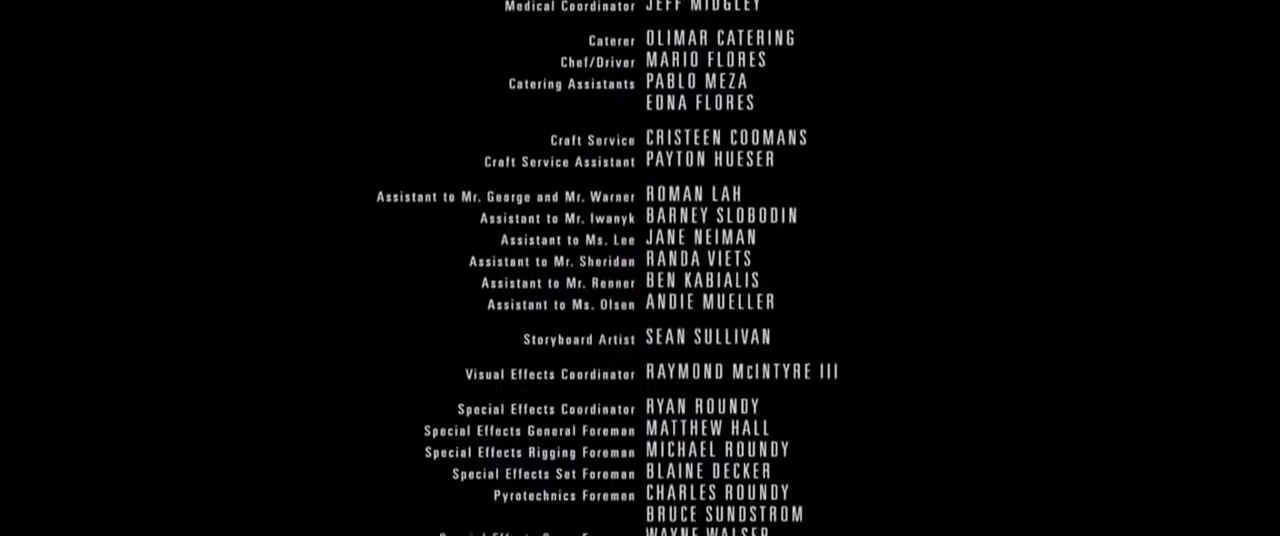 Medical Coordinator JEFF MIDGLEY
Caterer OLIMAR CATERING
Chef/Driver MARIO FLORES
Catering Assistants PABLO MEZA
EDNA FLORES
Craft Service CRISTEEN COOMANS
Craft Service Assistant PAYTON HUESER
Assistant to Mr. George and Mr. Warner ROMAN LAH
Assistant to Mr. Iwanyk BARNEY SLOBODIN
Assistant to Ms. Lee JANE NEIMAN
Assistant to Mr. Sheridan RANDA VIETS
Assistant to Mr. Renner BEN KABIALIS
Assistant to Ms. Olsen ANDIE MUELLER
Storyboard Artist SEAN SULLIVAN
Visual Effects Coordinator RAYMOND McINTYRE III
Special Effects Coordinator RYAN ROUNDY
Special Effects General Foreman MATTHEW HALL
Special Effects Rigging Foreman MICHAEL ROUNDY
Special Effects Set Foreman BLAINE DECKER
Pyrotechnics Foremen CHARLES ROUNDY
BRUCE SUNDSTROM
WAYNE WALSER